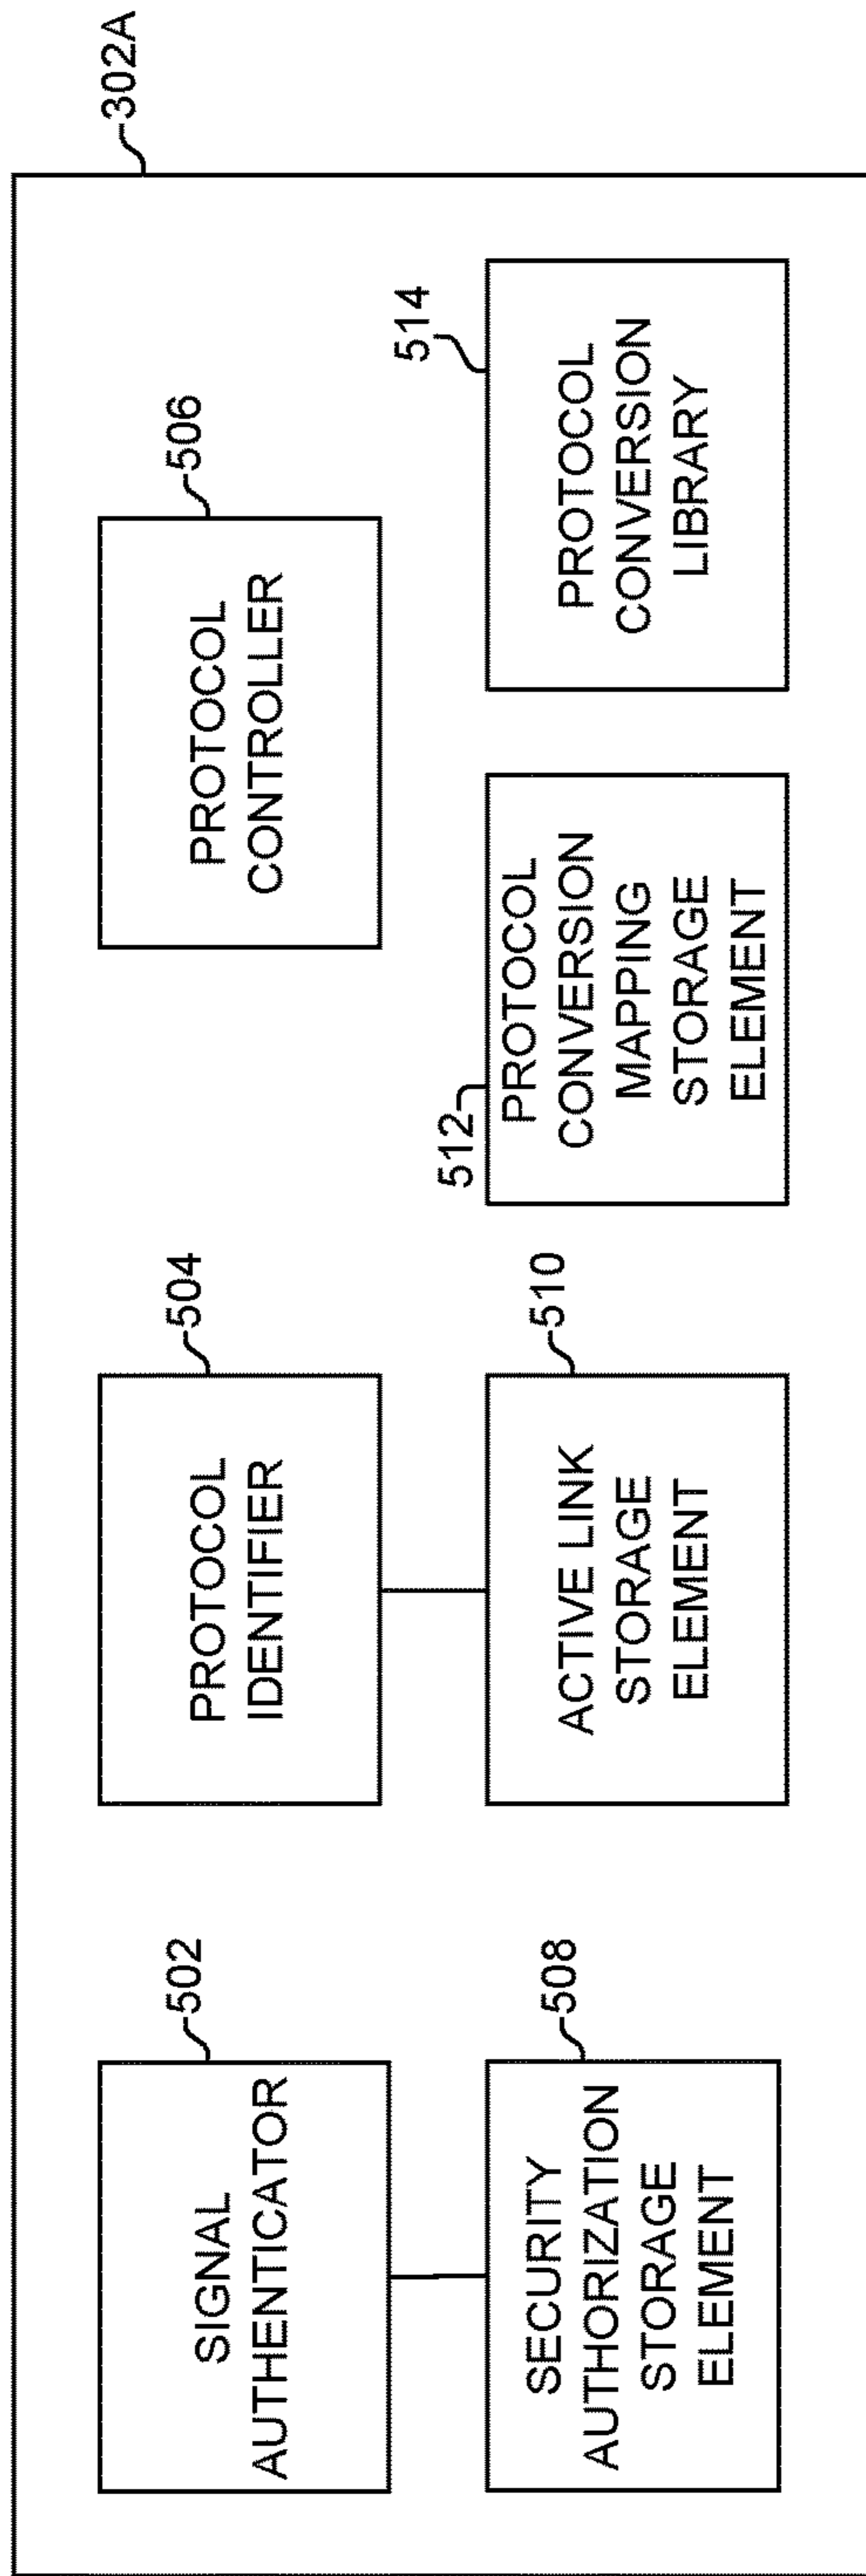 302A
502
SIGNAL
AUTHENTICATOR
504
PROTOCOL
IDENTIFIER
506
PROTOCOL
CONTROLLER
508
SECURITY
AUTHORIZATION
STORAGE
ELEMENT
510
ACTIVE LINK
STORAGE
ELEMENT
512
PROTOCOL
CONVERSION
MAPPING
STORAGE
ELEMENT
514
PROTOCOL
CONVERSION
LIBRARY